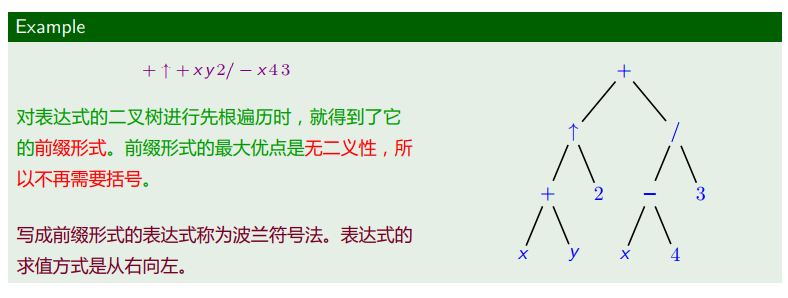 Example
+ ↑ + x y 2 / − x 4 3
对表达式的二叉树进行先根遍历时，就得到了它
的前缀形式。前缀形式的最大优点是无二义性，所
以不再需要括号。
写成前缀形式的表达式称为波兰符号法。表达式的
求值方式是从右向左。
+
↑ /
+ 2 − 3
x y x 4